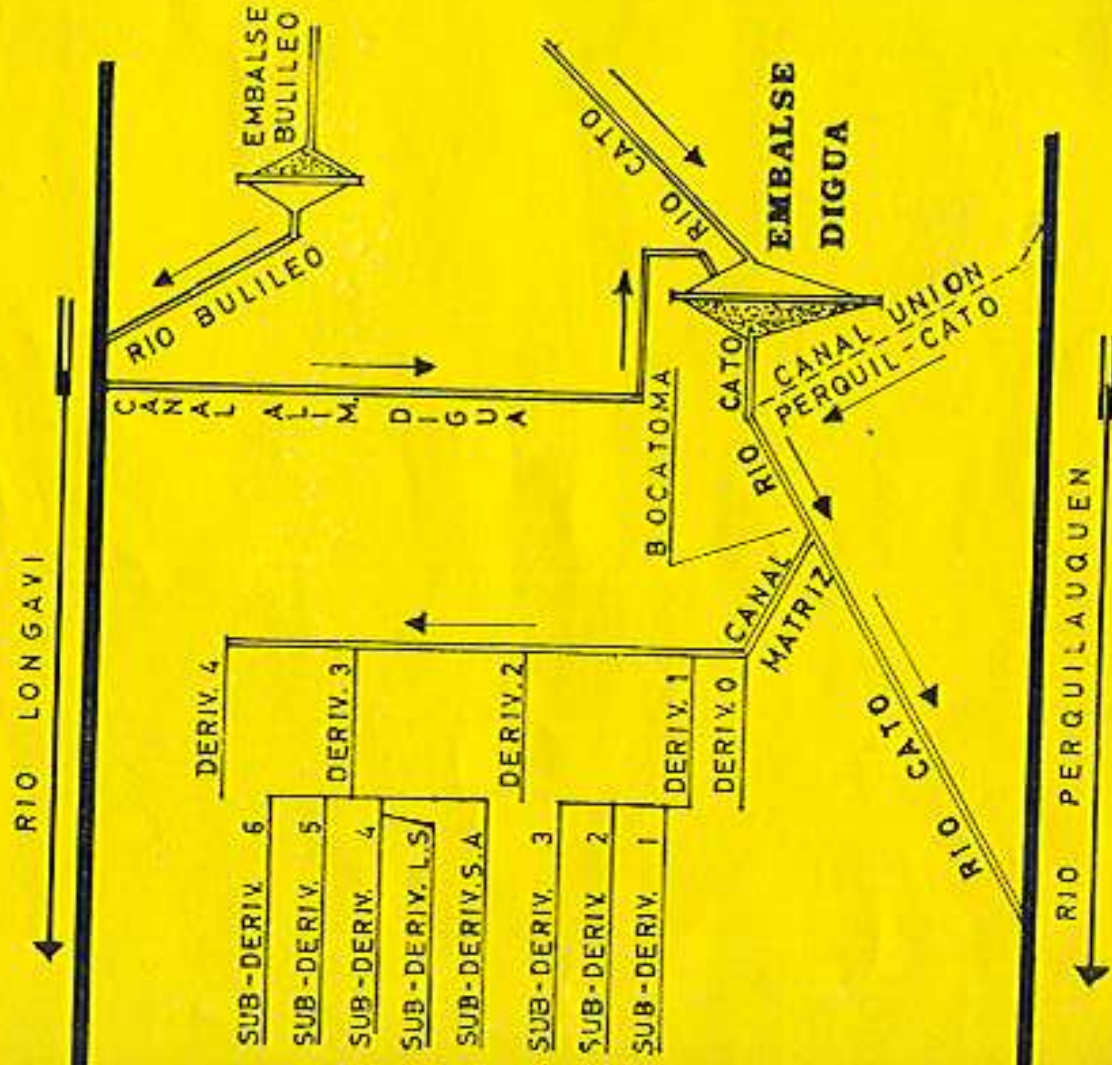 RIO LONGAVI
EMBALSE
BULILEO
RIO BULILEO
CANAL ALIM. DIGUA
RIO CATO
EMBALSE
DIGUA
CANAL UNION
PERQUIL-CATO
RIO CATO
BOCATOMA
CANAL
MATRIZ
RIO CATO
DERIV. 4
DERIV. 3
DERIV. 2
DERIV. 1
DERIV. 0
SUB-DERIV. 6
SUB-DERIV. 5
SUB-DERIV. 4
SUB-DERIV. L.S
SUB-DERIV. S.A
SUB-DERIV. 3
SUB-DERIV. 2
SUB-DERIV. 1
RIO PERQUILAUQUEN